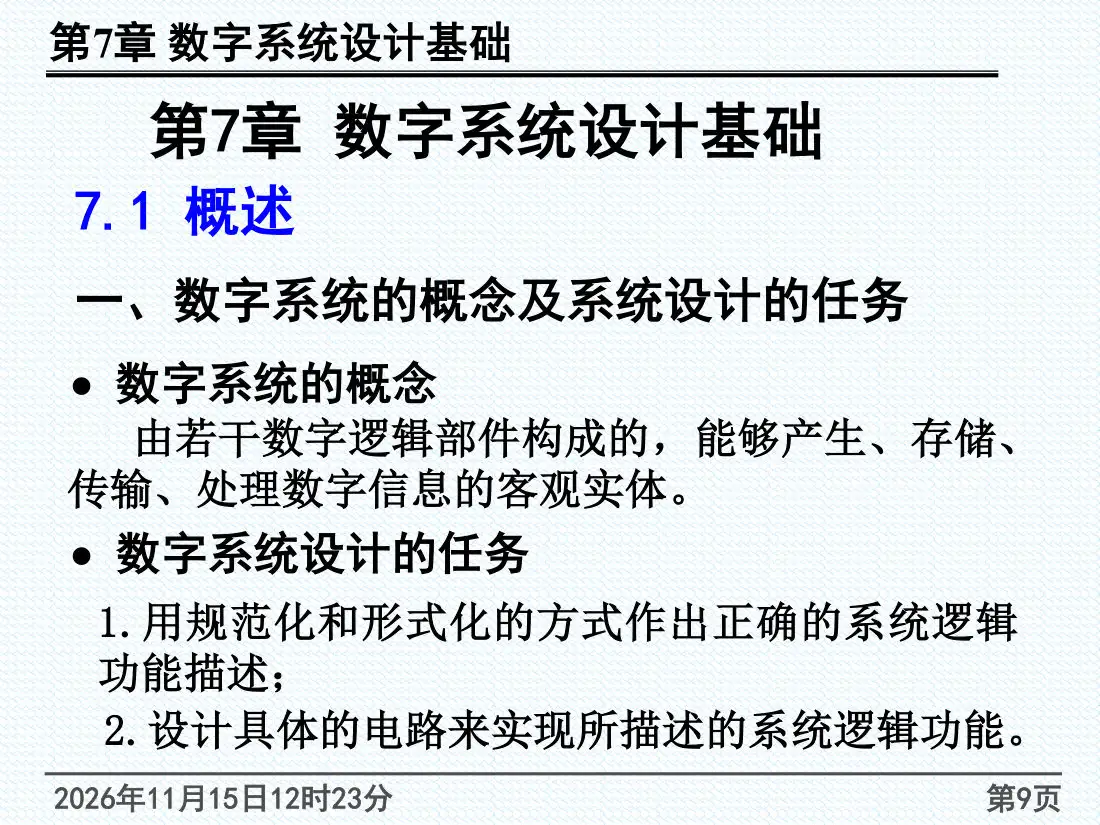 第7章 数字系统设计基础
第7章 数字系统设计基础
7.1 概述
一、数字系统的概念及系统设计的任务
● 数字系统的概念
由若干数字逻辑部件构成的，能够产生、存储、
传输、处理数字信息的客观实体。
● 数字系统设计的任务
1.用规范化和形式化的方式作出正确的系统逻辑
功能描述；
2.设计具体的电路来实现所描述的系统逻辑功能。
2026年11月15日12时23分 第9页